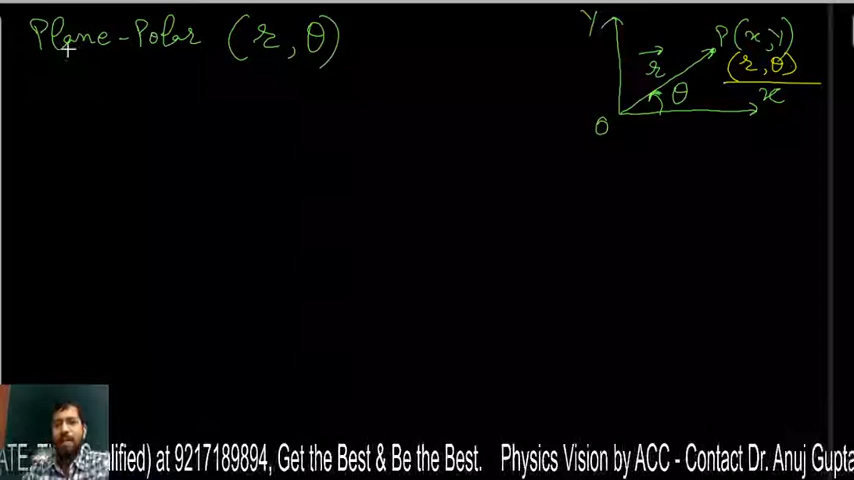 Plane-Polar (r, θ)
Y
P(x, y)
r
(r, θ)
θ
x
O
ATE, lified) at 9217189894, Get the Best & Be the Best. Physics Vision by ACC - Contact Dr. Anuj Gupta